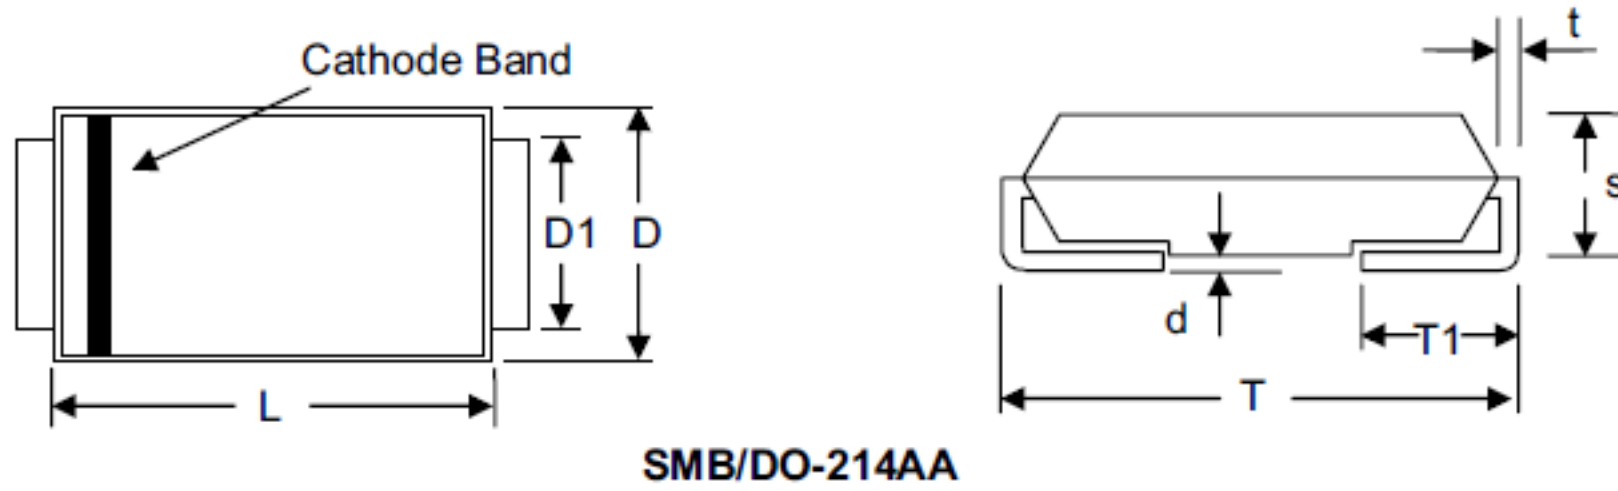 Cathode Band
t
s
D1
D
d
T1
L
T
SMB/DO-214AA